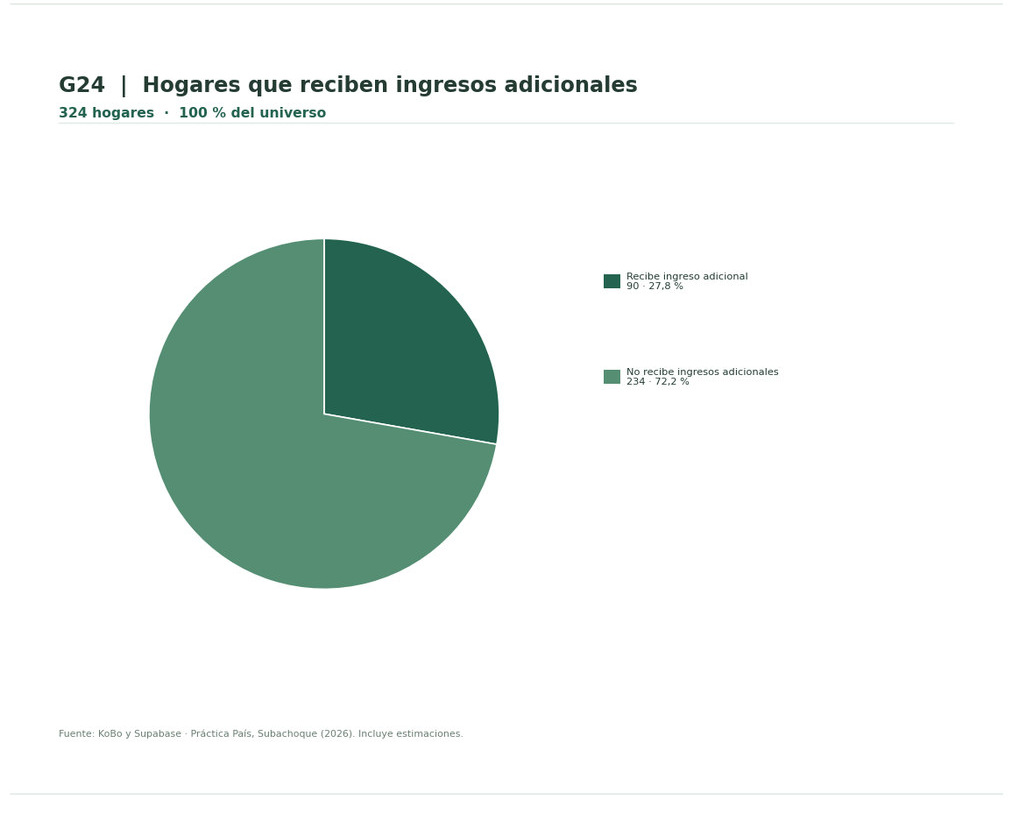 G24 | Hogares que reciben ingresos adicionales
324 hogares · 100 % del universo
Recibe ingreso adicional
90 · 27,8 %
No recibe ingresos adicionales
234 · 72,2 %
Fuente: KoBo y Supabase · Práctica País, Subachoque (2026). Incluye estimaciones.